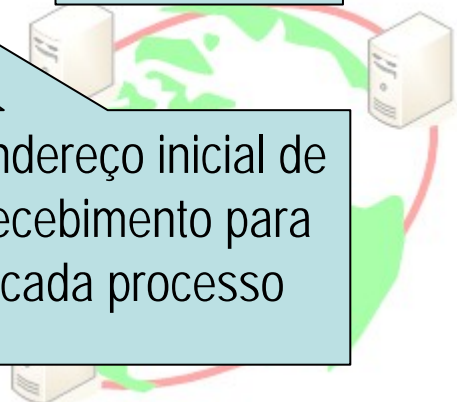 ndereço inicial de
ecebimento para
cada processo